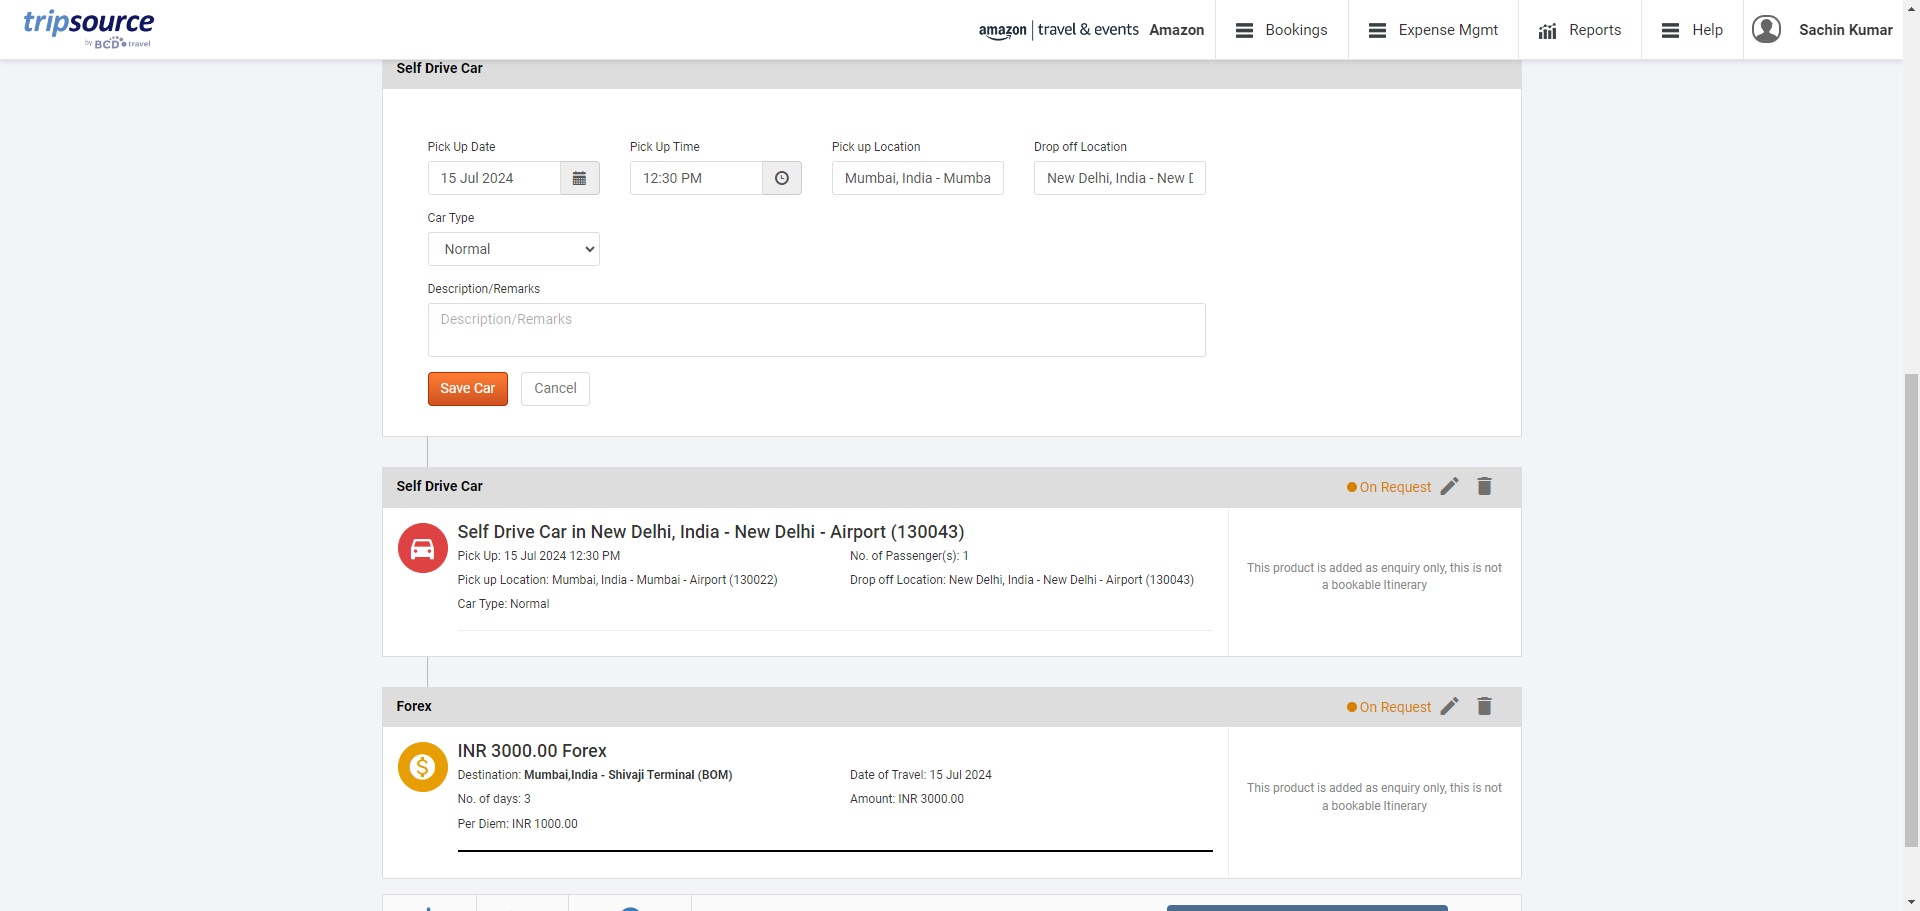 tripsource
by BCD travel
amazon travel & events Amazon
Bookings
Expense Mgmt
Reports
Help
Sachin Kumar
Self Drive Car
Pick Up Date
Pick Up Time
Pick up Location
Drop off Location
15 Jul 2024
12:30 PM
Mumbai, India - Mumba
New Delhi, India - New D
Car Type
Normal
Description/Remarks
Description/Remarks
Save Car
Cancel
Self Drive Car
On Request
Self Drive Car in New Delhi, India - New Delhi - Airport (130043)
Pick Up: 15 Jul 2024 12:30 PM
No. of Passenger(s): 1
Pick up Location: Mumbai, India - Mumbai - Airport (130022)
Drop off Location: New Delhi, India - New Delhi - Airport (130043)
Car Type: Normal
This product is added as enquiry only, this is not
a bookable Itinerary
Forex
On Request
INR 3000.00 Forex
Destination: Mumbai,India - Shivaji Terminal (BOM)
Date of Travel: 15 Jul 2024
No. of days: 3
Amount: INR 3000.00
Per Diem: INR 1000.00
This product is added as enquiry only, this is not
a bookable Itinerary